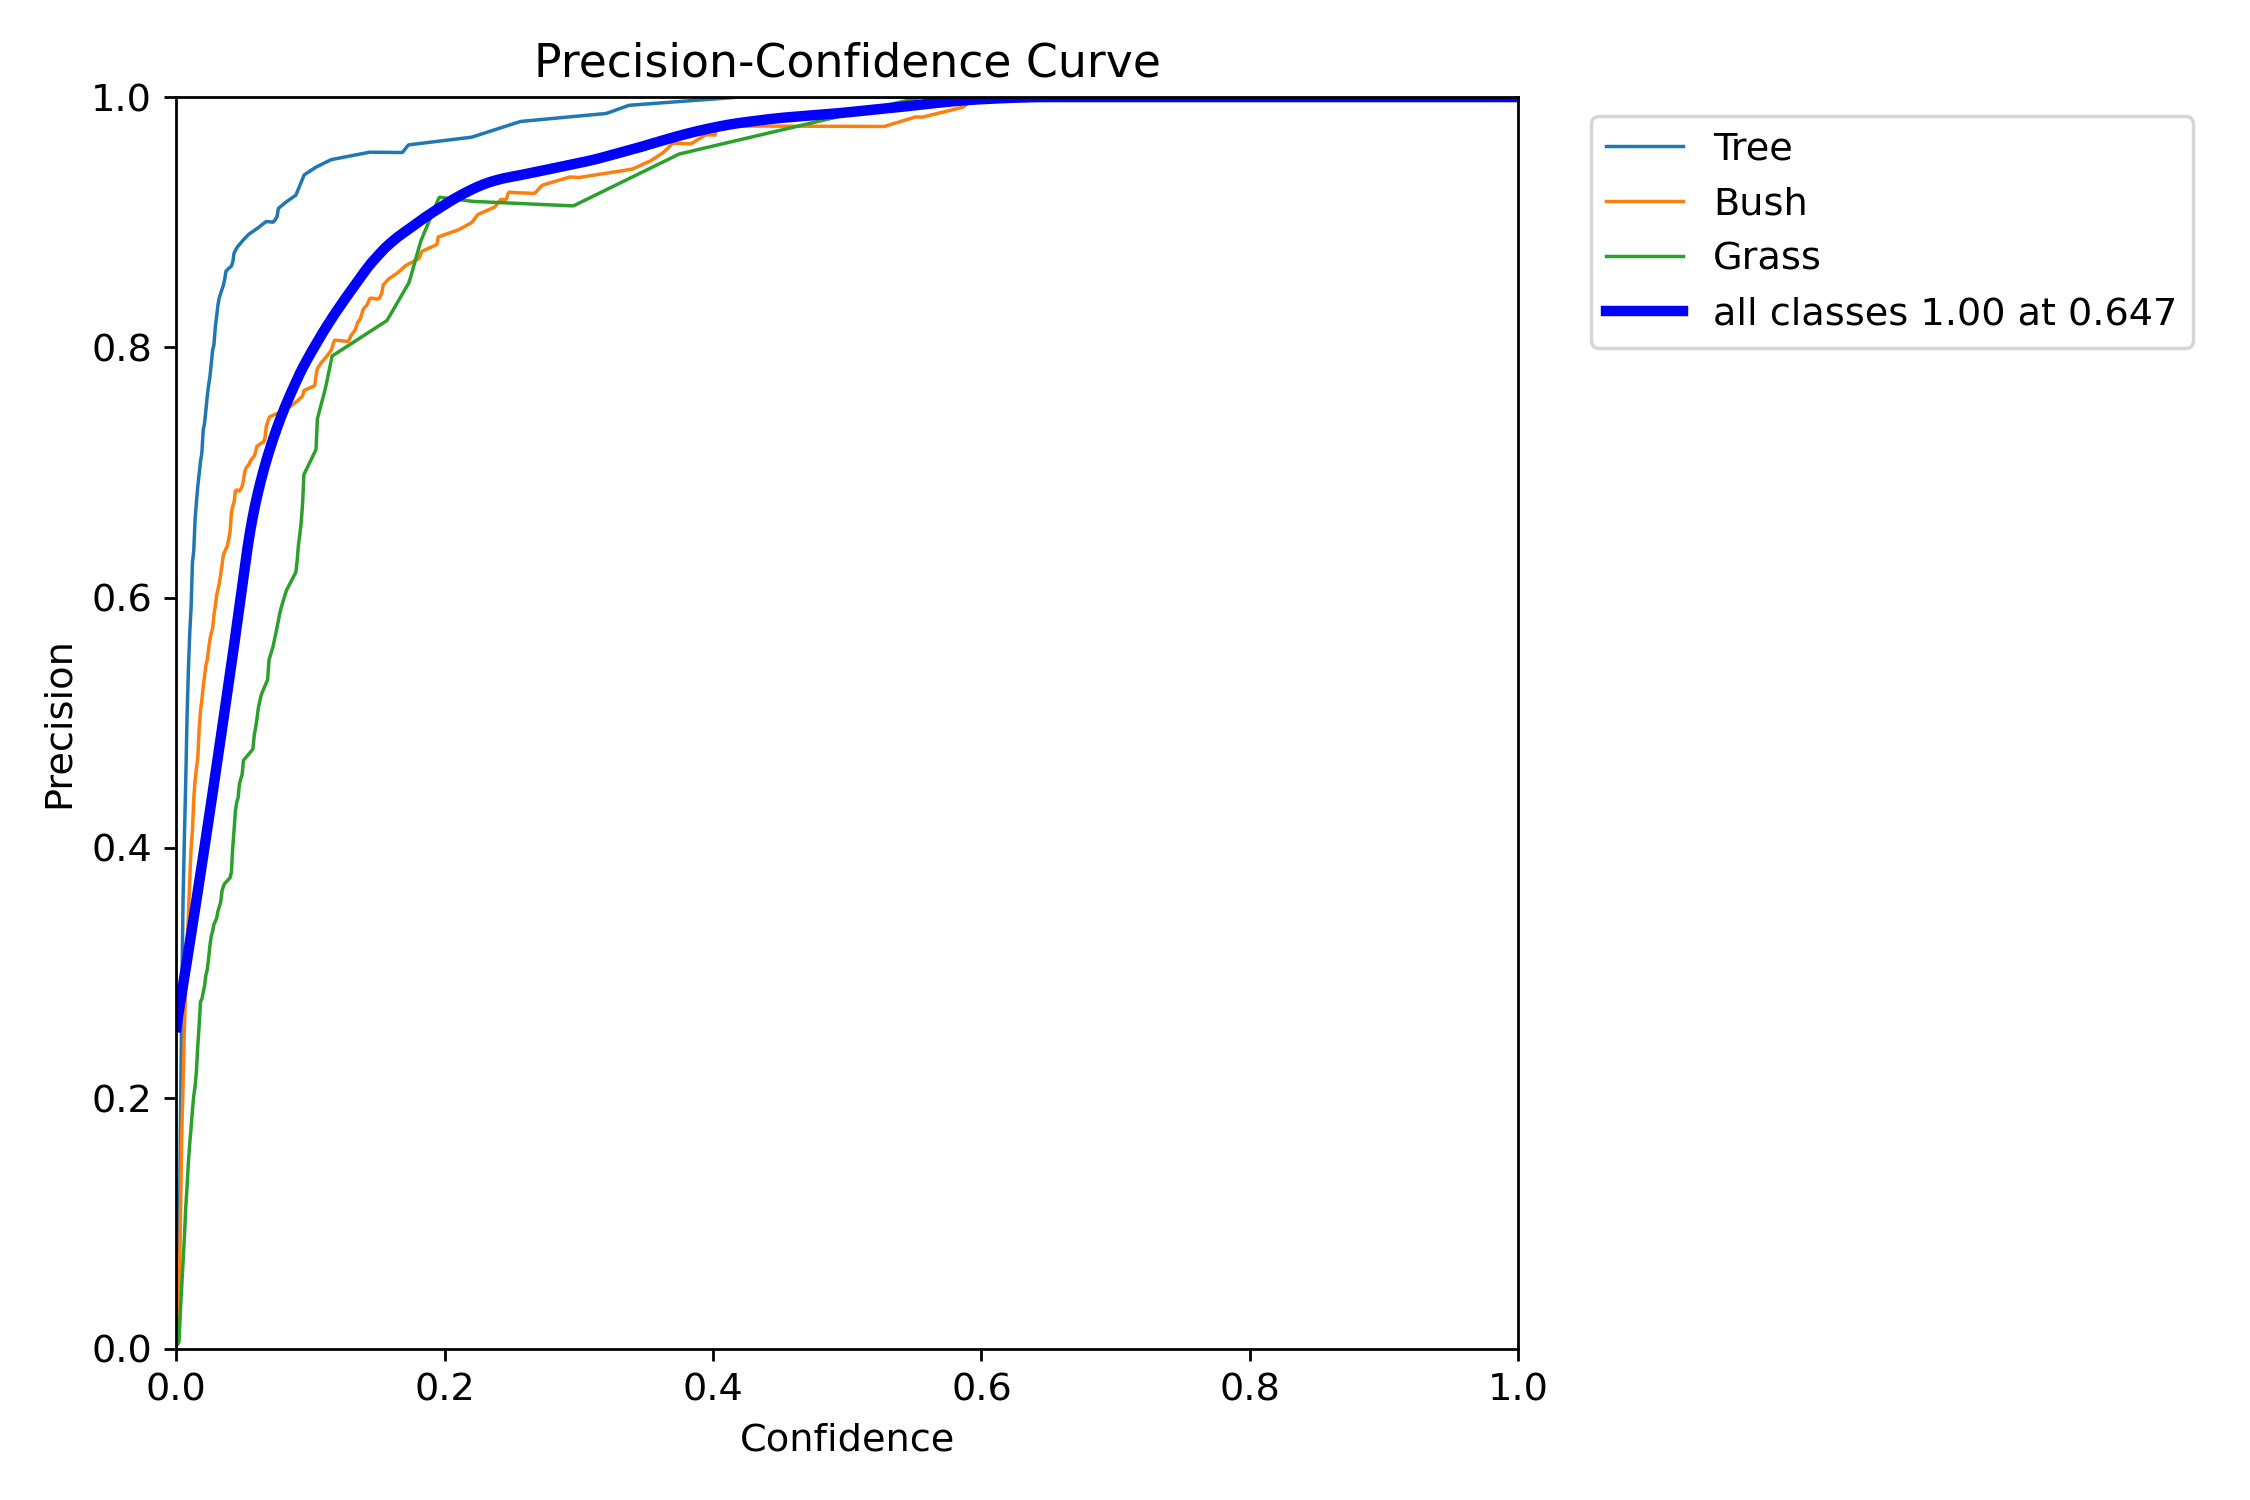 Precision-Confidence Curve
1.0
0.8
0.6
0.4
0.2
0.0
Precision
0.0 0.2 0.4 0.6 0.8 1.0
Confidence
Tree
Bush
Grass
all classes 1.00 at 0.647